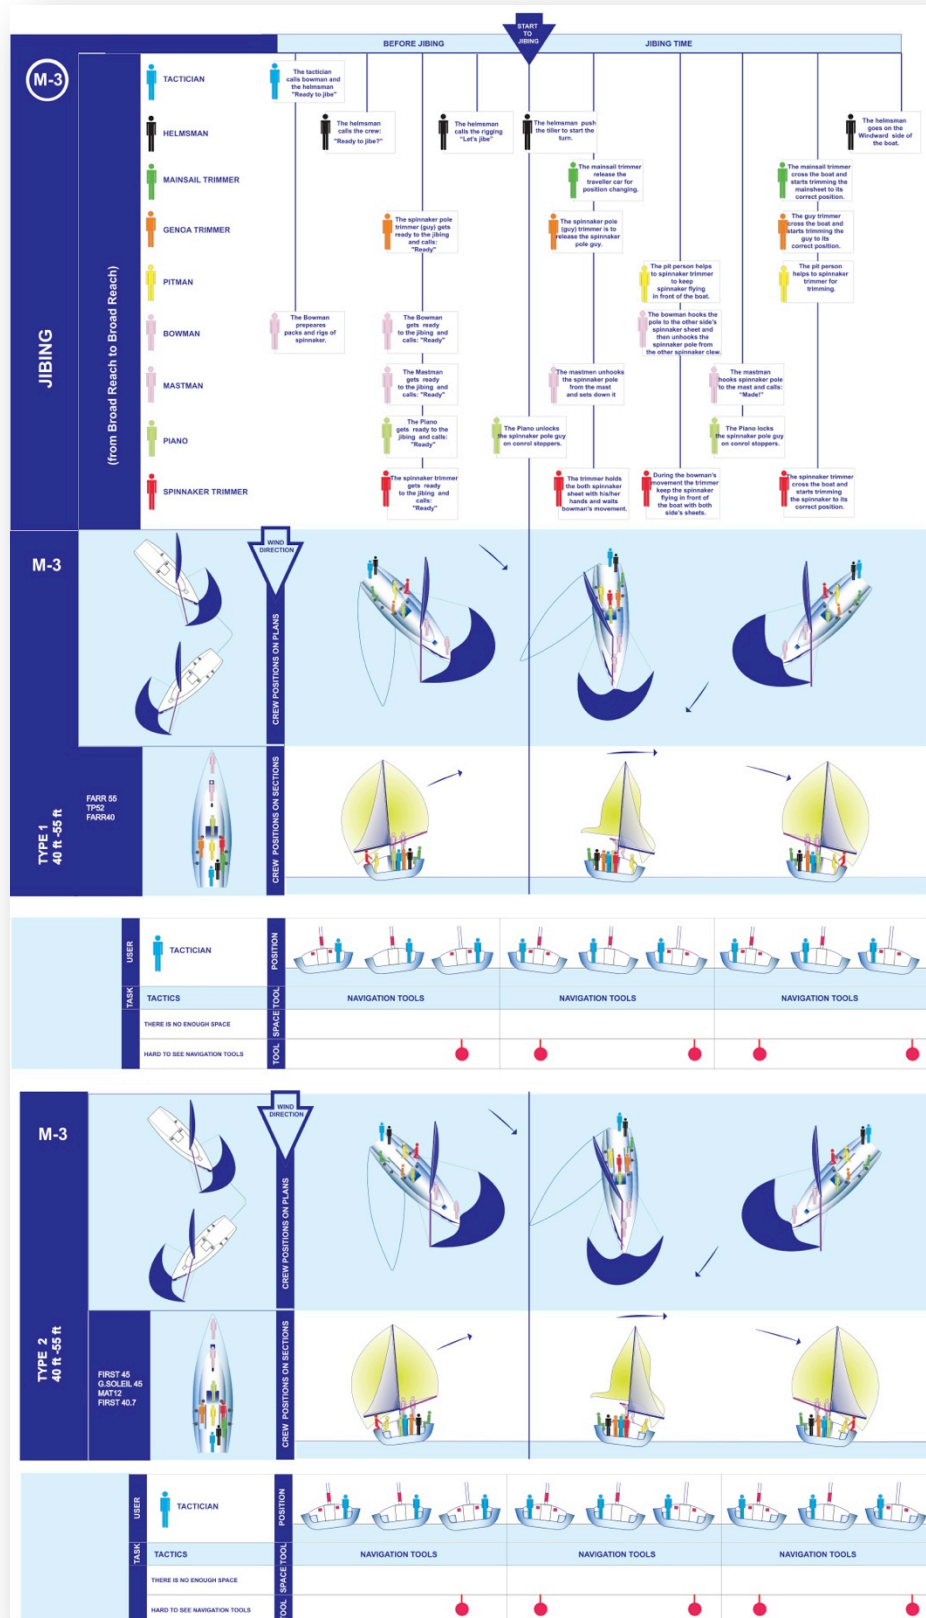 START
TO
JIBING
BEFORE JIBING
JIBING TIME
M-3
JIBING
(from Broad Reach to Broad Reach)
TACTICIAN
The tactician
calls bowman and
the helmsman
"Ready to jibe"
HELMSMAN
The helmsman
calls the crew:
"Ready to jibe?"
The helmsman
calls the rigging
"Let's jibe"
The helmsman push
the tiller to start the
turn.
The helmsman
goes on the
Windward side of
the boat.
MAINSAIL TRIMMER
The mainsail trimmer
release the
traveller car for
position changing.
The mainsail trimmer
cross the boat and
starts trimming the
mainsheet to its
correct position.
GENOA TRIMMER
The spinnaker pole
trimmer (guy) gets
ready to the jibing
and calls:
"Ready"
The spinnaker pole
(guy) trimmer is to
release the spinnaker
pole guy.
The guy trimmer
cross the boat and
starts trimming
the guy to its
correct position.
PITMAN
The pit person helps
to spinnaker trimmer
to keep
spinnaker flying
in front of the boat.
The pit person
helps to spinnaker
trimmer for
trimming.
BOWMAN
The Bowman
prepeares
packs and rigs of
spinnaker.
The Bowman
gets ready
to the jibing and
calls: "Ready"
The bowman hooks the
pole to the other side's
spinnaker sheet and
then unhooks the
spinnaker pole from
the other spinnaker clew.
MASTMAN
The Mastman
gets ready
to the jibing and
calls: "Ready"
The mastmen unhooks
the spinnaker pole
from the mast
and sets down it
The mastman
hooks spinnaker pole
to the mast and calls:
"Made!"
PIANO
The Piano
gets ready to the
jibing and calls:
"Ready"
The Piano unlocks
the spinnaker pole guy
on conrol stoppers.
The Piano locks
the spinnaker pole guy
on conrol stoppers.
SPINNAKER TRIMMER
The spinnaker trimmer
gets ready
to the jibing and
calls:
"Ready"
The trimmer holds
the both spinnaker
sheet with his/her
hands and waits
bowman's movement.
During the bowman's
movement the trimmer
keep the spinnaker
flying in front of
the boat with both
side's sheets.
The spinnaker trimmer
cross the boat and
starts trimming
the spinnaker to its
correct position.
M-3
WIND
DIRECTION
CREW POSITIONS ON PLANS
TYPE 1
40 ft -55 ft
FARR 55
TP52
FARR40
CREW POSITIONS ON SECTIONS
USER
TACTICIAN
POSITION
TASK
TACTICS
TOOL
NAVIGATION TOOLS
NAVIGATION TOOLS
NAVIGATION TOOLS
THERE IS NO ENOUGH SPACE
SPACE
HARD TO SEE NAVIGATION TOOLS
TOOL
M-3
WIND
DIRECTION
CREW POSITIONS ON PLANS
TYPE 2
40 ft -55 ft
FIRST 45
G.SOLEIL 45
MAT12
FIRST 40.7
CREW POSITIONS ON SECTIONS
USER
TACTICIAN
POSITION
TASK
TACTICS
TOOL
NAVIGATION TOOLS
NAVIGATION TOOLS
NAVIGATION TOOLS
THERE IS NO ENOUGH SPACE
SPACE
HARD TO SEE NAVIGATION TOOLS
TOOL